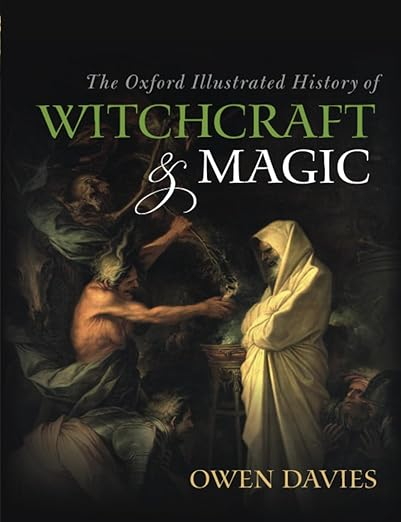 The Oxford Illustrated History of
WITCHCRAFT
& MAGIC
OWEN DAVIES